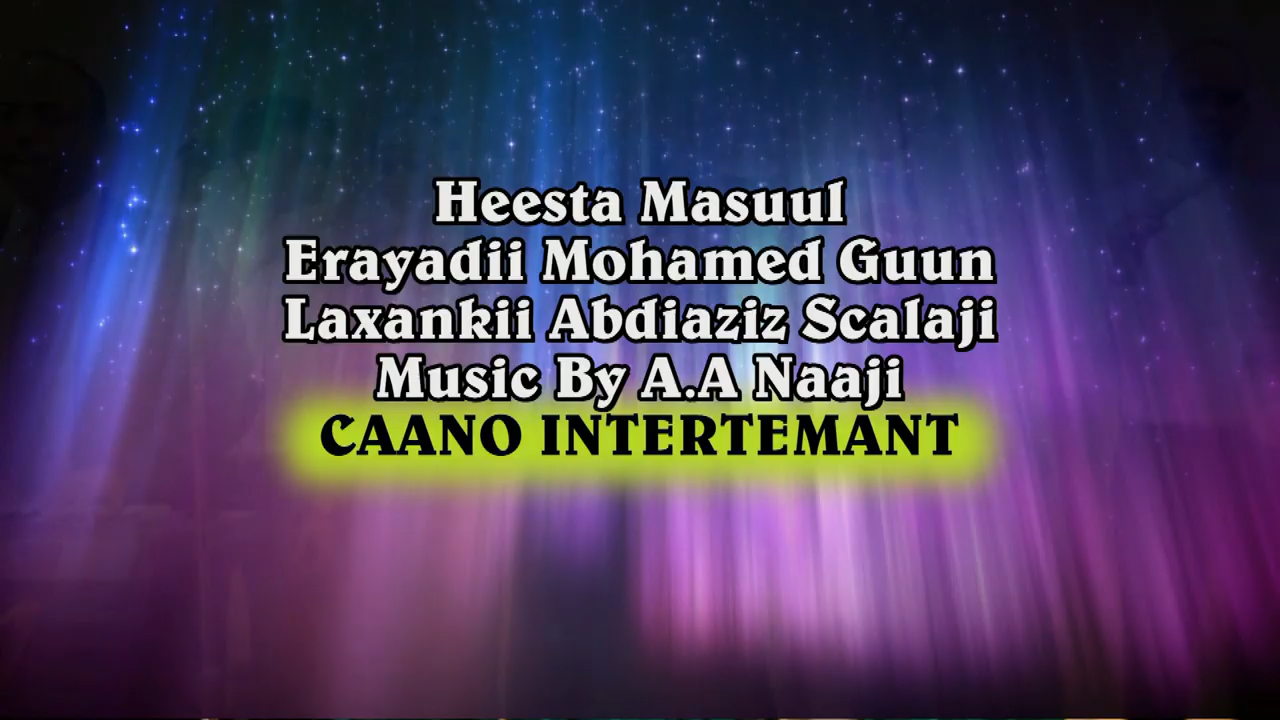 Heesta Masuul
Erayadii Mohamed Guun
Laxankii Abdiaziz Scalaji
Music By A.A Naaji
CAANO INTERTEMANT